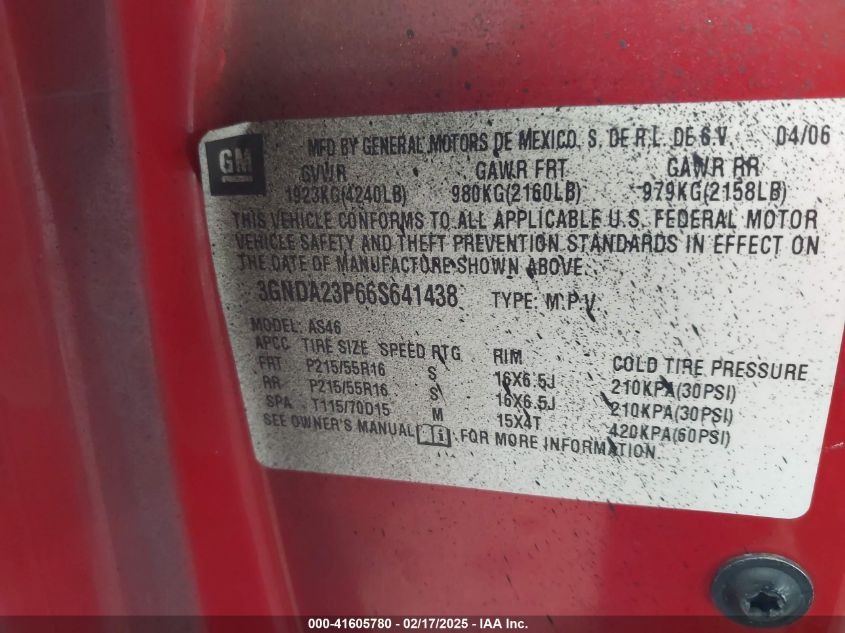 GM
MFD BY GENERAL MOTORS DE MEXICO. S. DE R.L. DE C.V. 04/06
GVWR GAWR FRT GAWR RR
1923KG(4240LB) 980KG(2160LB) 979KG(2158LB)
THIS VEHICLE CONFORMS TO ALL APPLICABLE U.S. FEDERAL MOTOR
VEHICLE SAFETY AND THEFT PREVENTION STANDARDS IN EFFECT ON
THE DATE OF MANUFACTURE SHOWN ABOVE.
3GNDA23P66S641438 TYPE: M.P.V
MODEL: AS46
APCC TIRE SIZE SPEED RTG RIM COLD TIRE PRESSURE
FRT P215/55R16 S 16X6.5J 210KPA(30PSI)
RR P215/55R16 S 16X6.5J 210KPA(30PSI)
SPA T115/70D15 M 15X4T 420KPA(60PSI)
SEE OWNER'S MANUAL FOR MORE INFORMATION
000-41605780 - 02/17/2025 - IAA Inc.